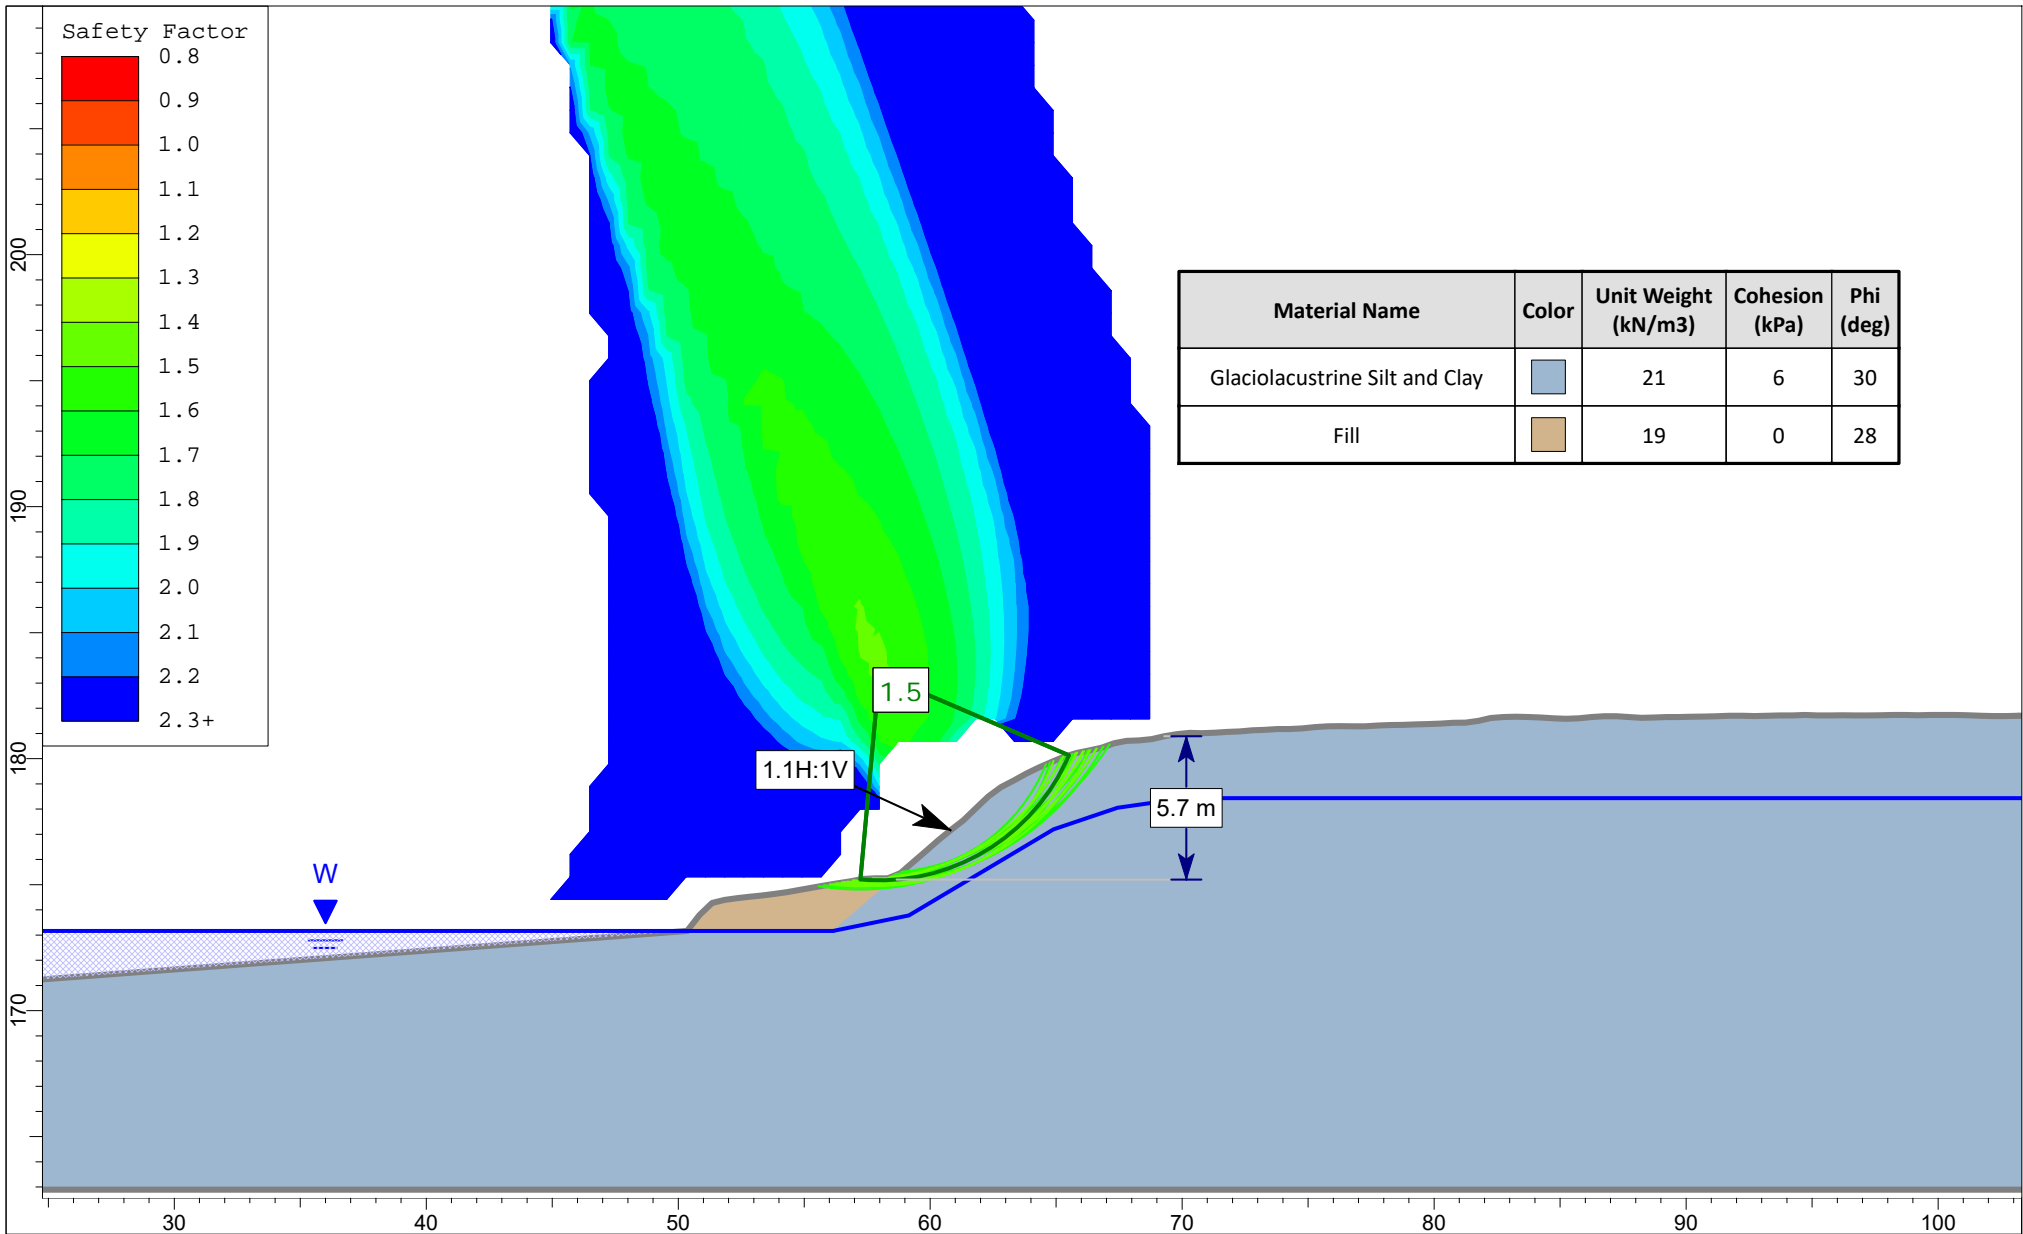 Safety Factor
0.8
0.9
1.0
1.1
1.2
1.3
1.4
1.5
1.6
1.7
1.8
1.9
2.0
2.1
2.2
2.3+
Material Name Color Unit Weight (kN/m3) Cohesion (kPa) Phi (deg)
Glaciolacustrine Silt and Clay 21 6 30
Fill 19 0 28
1.5
1.1H:1V
5.7 m
W
200
190
180
170
30 40 50 60 70 80 90 100